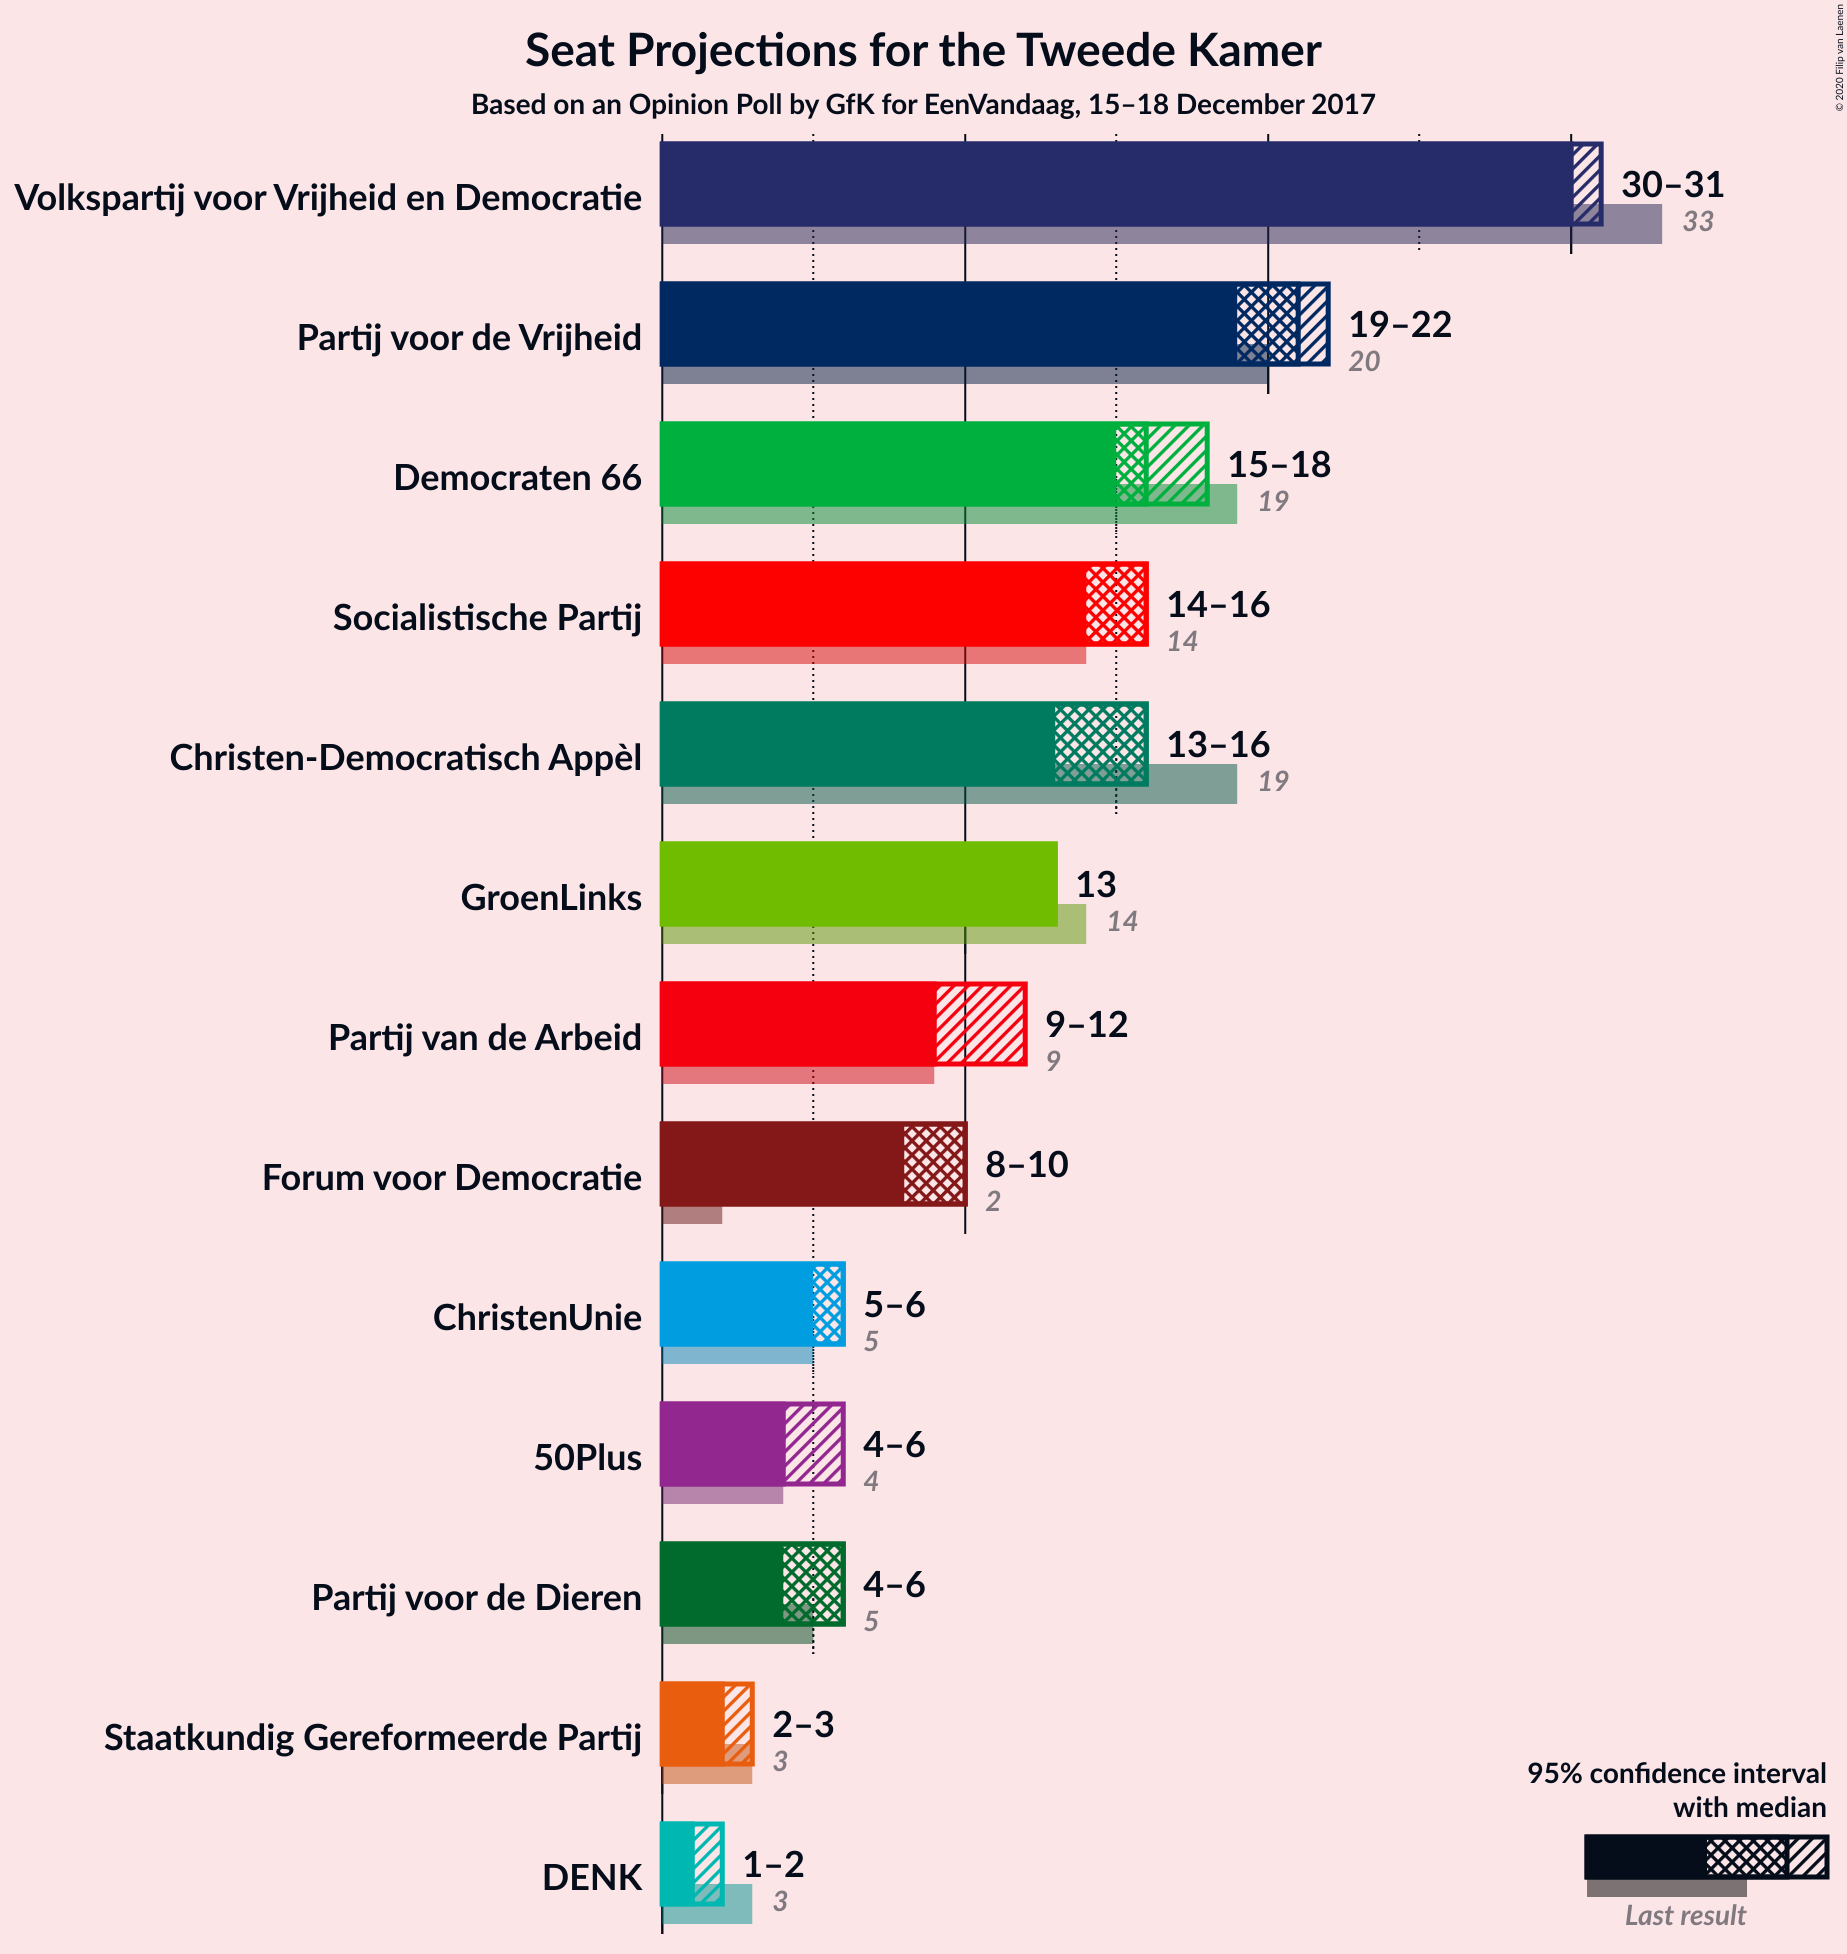 Seat Projections for the Tweede Kamer
Based on an Opinion Poll by GfK for EenVandaag, 15–18 December 2017
© 2020 Filip van Laenen
Volkspartij voor Vrijheid en Democratie
30–31
33
Partij voor de Vrijheid
19–22
20
Democraten 66
15–18
19
Socialistische Partij
14–16
14
Christen-Democratisch Appèl
13–16
19
GroenLinks
13
14
Partij van de Arbeid
9–12
9
Forum voor Democratie
8–10
2
ChristenUnie
5–6
5
50Plus
4–6
4
Partij voor de Dieren
4–6
5
Staatkundig Gereformeerde Partij
2–3
3
DENK
1–2
3
95% confidence interval
with median
Last result